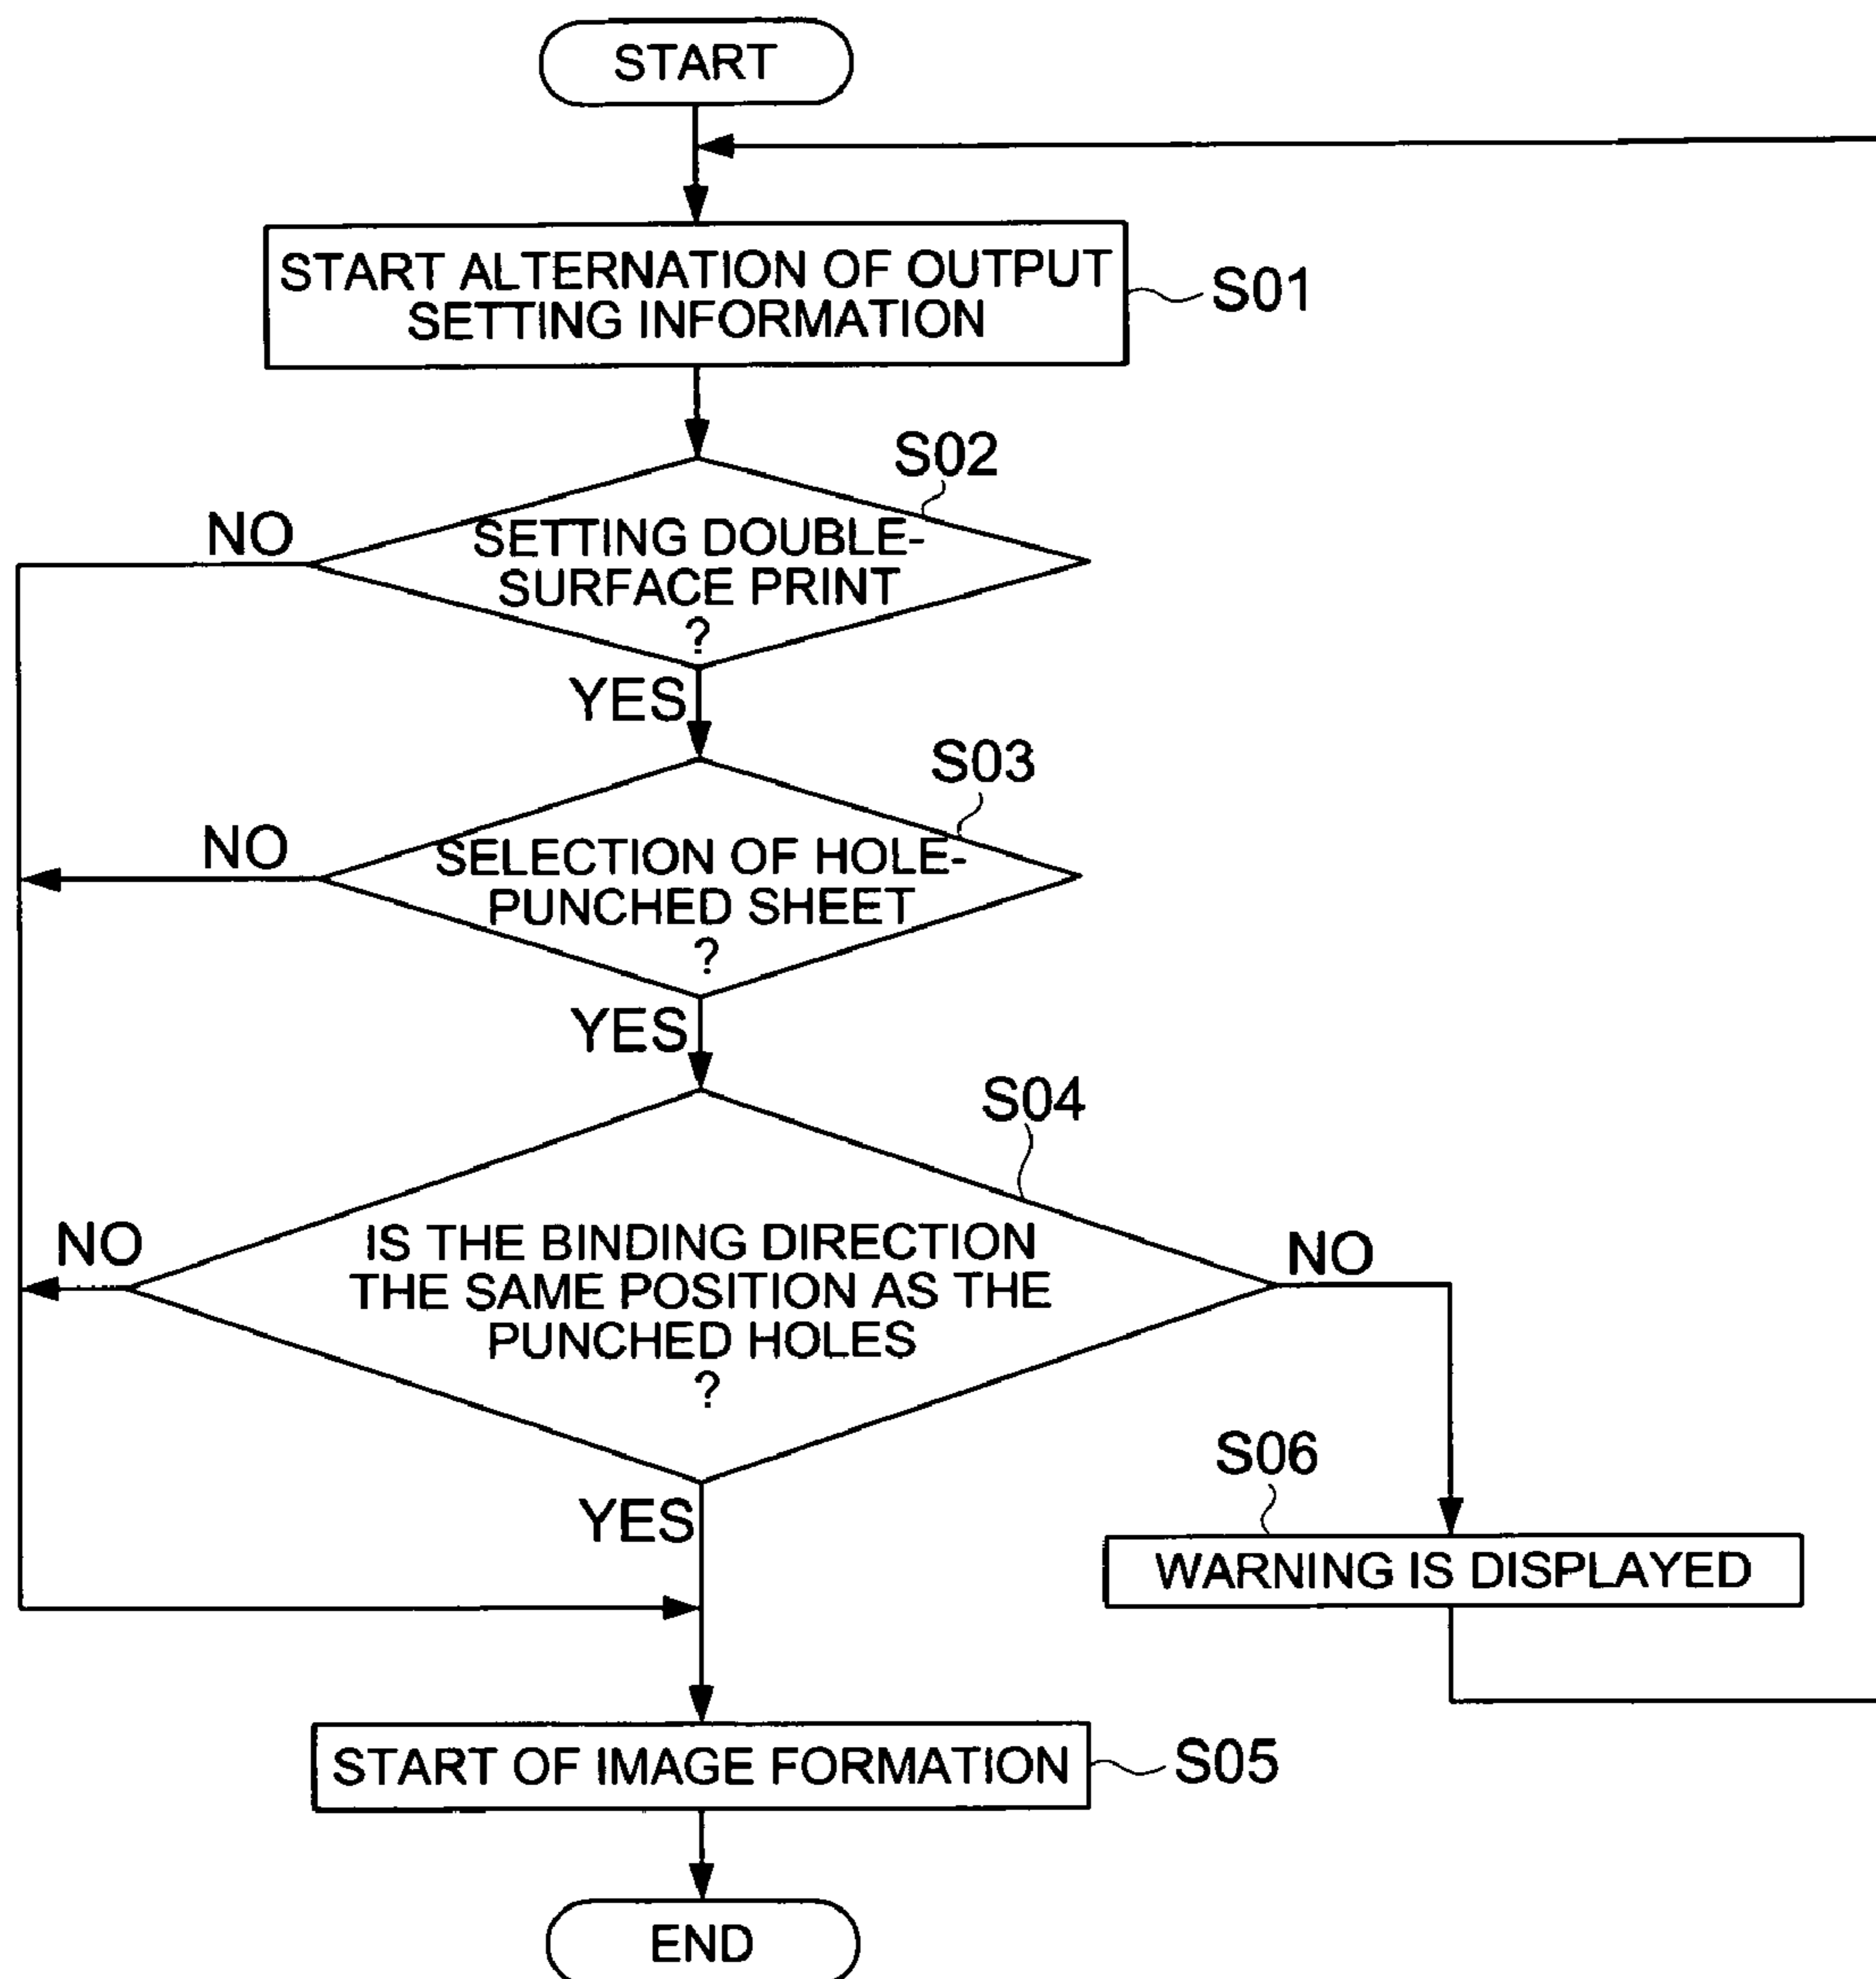 START
START ALTERNATION OF OUTPUT
SETTING INFORMATION
S01
S02
NO
SETTING DOUBLE-
SURFACE PRINT
?
YES
S03
NO
SELECTION OF HOLE-
PUNCHED SHEET
?
YES
S04
NO
IS THE BINDING DIRECTION
THE SAME POSITION AS THE
PUNCHED HOLES
?
NO
YES
S06
WARNING IS DISPLAYED
START OF IMAGE FORMATION
S05
END